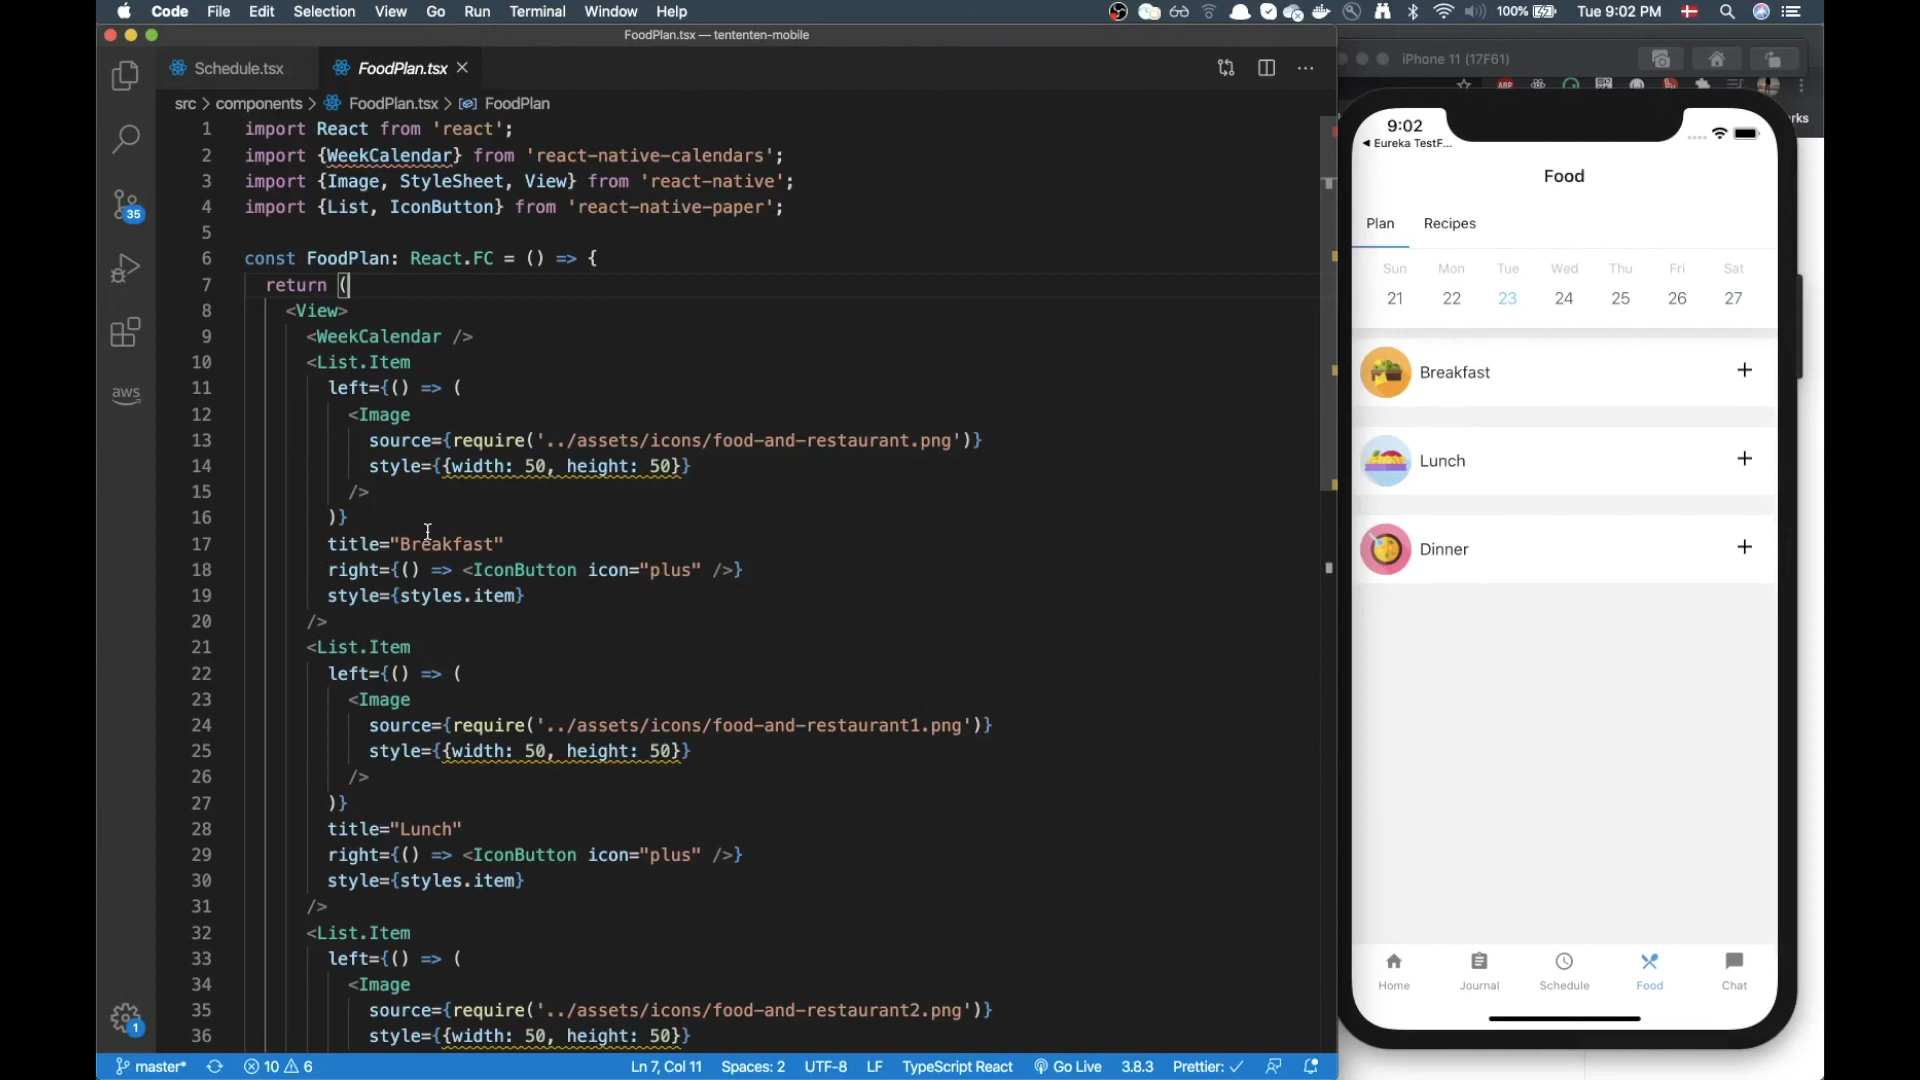 Code File Edit Selection View Go Run Terminal Window Help
100% Tue 9:02 PM
FoodPlan.tsx — tententen-mobile
Schedule.tsx
FoodPlan.tsx
src > components > FoodPlan.tsx > FoodPlan
1 import React from 'react';
2 import {WeekCalendar} from 'react-native-calendars';
3 import {Image, StyleSheet, View} from 'react-native';
4 import {List, IconButton} from 'react-native-paper';
5
6 const FoodPlan: React.FC = () => {
7 return (
8 <View>
9 <WeekCalendar />
10 <List.Item
11 left={() => (
12 <Image
13 source={require('../assets/icons/food-and-restaurant.png')}
14 style={{width: 50, height: 50}}
15 />
16 )}
17 title="Breakfast"
18 right={() => <IconButton icon="plus" />}
19 style={styles.item}
20 />
21 <List.Item
22 left={() => (
23 <Image
24 source={require('../assets/icons/food-and-restaurant1.png')}
25 style={{width: 50, height: 50}}
26 />
27 )}
28 title="Lunch"
29 right={() => <IconButton icon="plus" />}
30 style={styles.item}
31 />
32 <List.Item
33 left={() => (
34 <Image
35 source={require('../assets/icons/food-and-restaurant2.png')}
36 style={{width: 50, height: 50}}
35
aws
1
master* 10 6 Ln 7, Col 11 Spaces: 2 UTF-8 LF TypeScript React Go Live 3.8.3 Prettier: ✓
iPhone 11 (17F61)
ABP
rks
9:02
◀ Eureka TestF...
Food
Plan Recipes
Sun Mon Tue Wed Thu Fri Sat
21 22 23 24 25 26 27
Breakfast +
Lunch +
Dinner +
Home Journal Schedule Food Chat